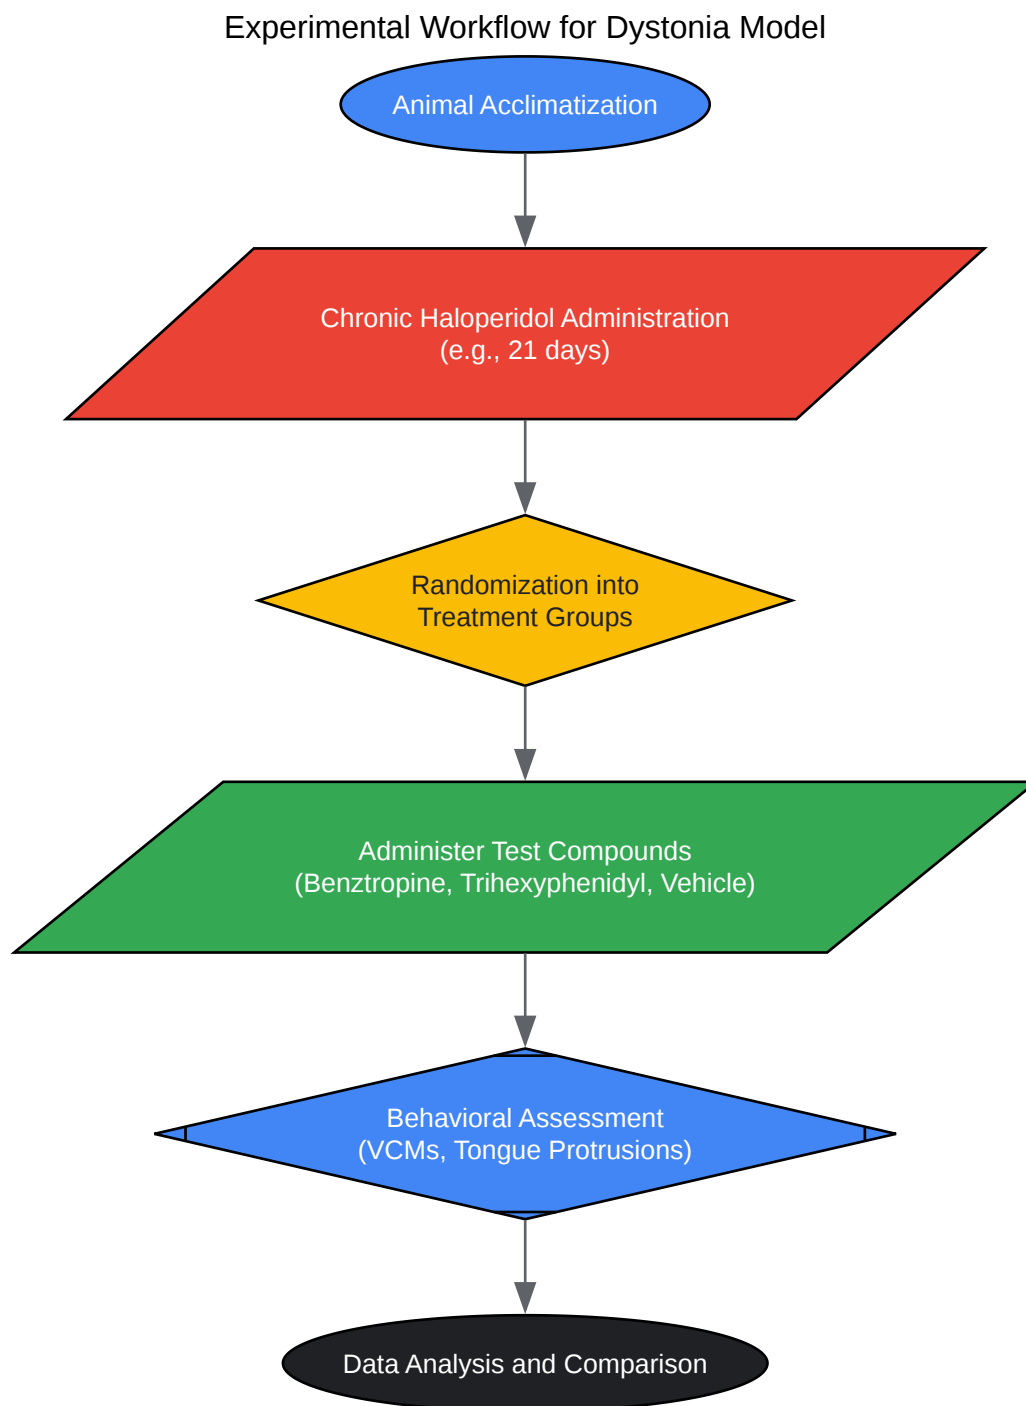 Experimental Workflow for Dystonia Model
Animal Acclimatization
Chronic Haloperidol Administration
(e.g., 21 days)
Randomization into
Treatment Groups
Administer Test Compounds
(Benztropine, Trihexyphenidyl, Vehicle)
Behavioral Assessment
(VCMs, Tongue Protrusions)
Data Analysis and Comparison